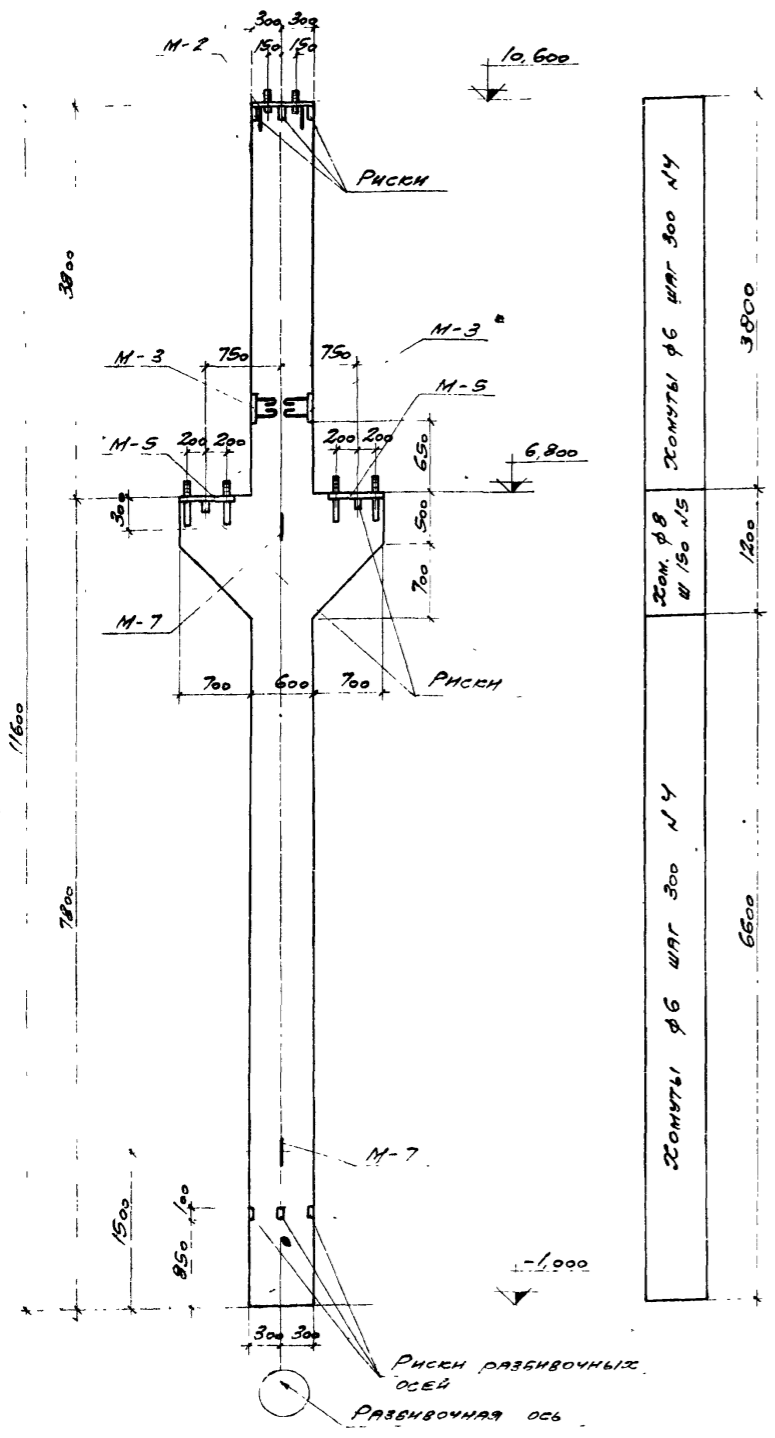 300 300
150 150
М-2
10,600
Риски
3800
М-3
750
750
М-3
М-5
М-5
200 200
200 200
650
6,800
300
500
700
М-7
700 600 700
Риски
11600
7800
М-7
1500
100
850
-1,000
300 300
Риски разбивочных
осей
Разбивочная ось
Хомуты ф6 шаг 300 N4
3800
Хом. ф8
ш 150 N5
1200
Хомуты ф6 шаг 300 N4
6600